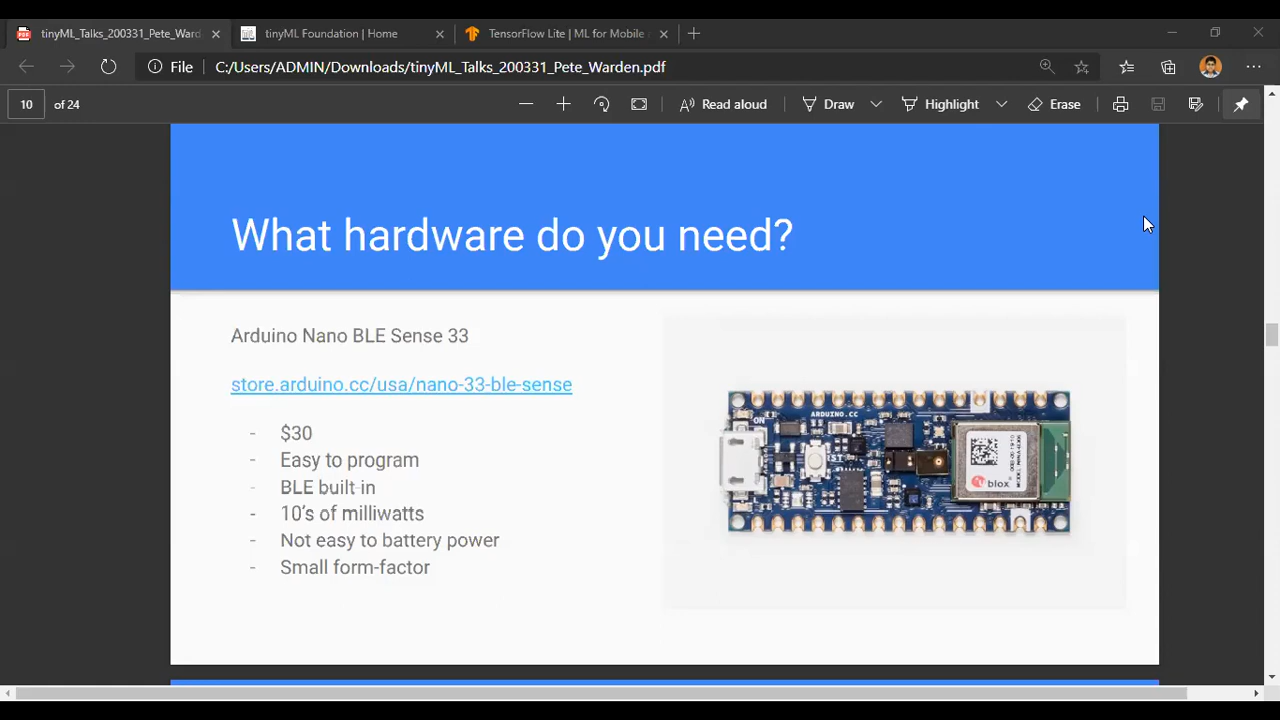 tinyML_Talks_200331_Pete_Ward
tinyML Foundation | Home
TensorFlow Lite | ML for Mobile
File
C:/Users/ADMIN/Downloads/tinyML_Talks_200331_Pete_Warden.pdf
10 of 24
Read aloud
Draw
Highlight
Erase
What hardware do you need?
Arduino Nano BLE Sense 33
store.arduino.cc/usa/nano-33-ble-sense
- $30
- Easy to program
- BLE built in
- 10's of milliwatts
- Not easy to battery power
- Small form-factor
ARDUINO.CC
ON
blox